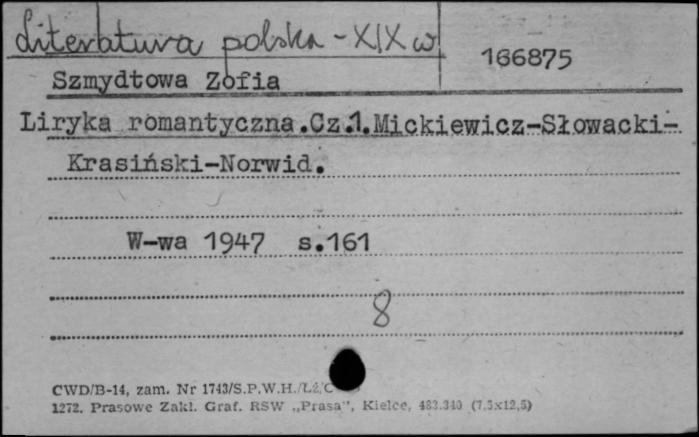 Literatura polska - XIX w
166875
Szmydtowa Zofia
Liryka romantyczna.Cz.1.Mickiewicz-Słowacki-
Krasiński-Norwid.
W-wa 1947 s.161
8
CWD/B-14, zam. Nr 1743/S.P.W.H./Łż/C
1272. Prasowe Zakł. Graf. RSW „Prasa", Kielce, 483.340 (7,5x12,5)